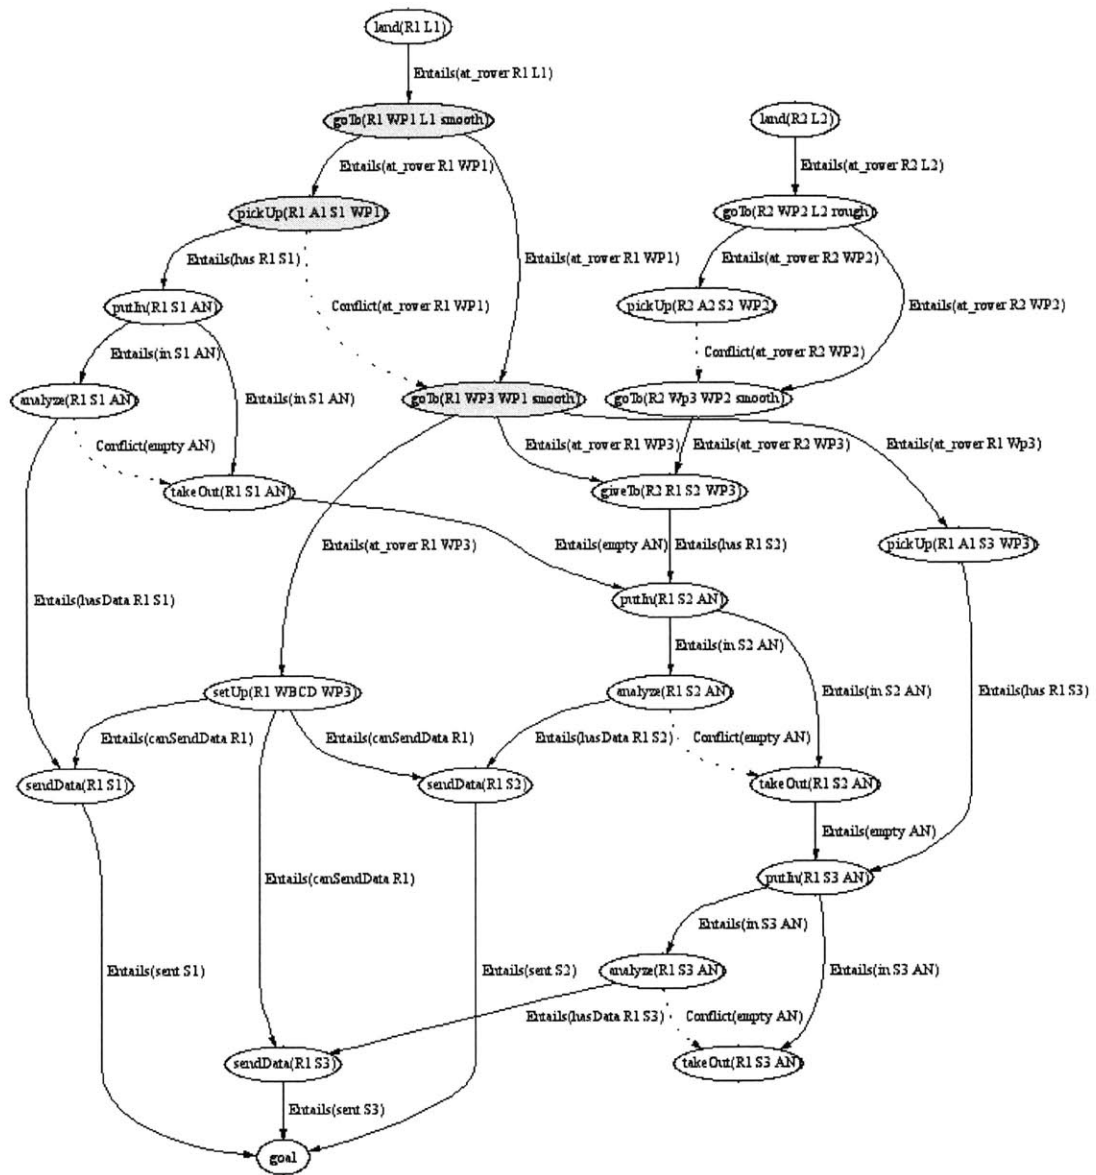 land(R1 L1)
Entails(at_rover R1 L1)
goTo(R1 WP1 L1 smooth)
land(R2 L2)
Entails(at_rover R1 WP1)
Entails(at_rover R2 L2)
pickUp(R1 A1 S1 WP1)
goTo(R2 WP2 L2 rough)
Entails(has R1 S1)
Entails(at_rover R1 WP1)
Entails(at_rover R2 WP2)
putIn(R1 S1 AN)
Conflict(at_rover R1 WP1)
pickUp(R2 A2 S2 WP2)
Entails(at_rover R2 WP2)
Entails(in S1 AN)
Conflict(at_rover R2 WP2)
analyze(R1 S1 AN)
Entails(in S1 AN)
goTo(R1 WP3 WP1 smooth)
goTo(R2 Wp3 WP2 smooth)
Conflict(empty AN)
Entails(at_rover R1 WP3)
Entails(at_rover R2 WP3)
Entails(at_rover R1 Wp3)
takeOut(R1 S1 AN)
giveTo(R2 R1 S2 WP3)
Entails(at_rover R1 WP3)
Entails(empty AN)
Entails(has R1 S2)
pickUp(R1 A1 S3 WP3)
Entails(hasData R1 S1)
putIn(R1 S2 AN)
Entails(in S2 AN)
setUp(R1 WBCD WP3)
analyze(R1 S2 AN)
Entails(in S2 AN)
Entails(has R1 S3)
Entails(canSendData R1)
Entails(canSendData R1)
Entails(hasData R1 S2)
Conflict(empty AN)
sendData(R1 S1)
sendData(R1 S2)
takeOut(R1 S2 AN)
Entails(empty AN)
Entails(canSendData R1)
putIn(R1 S3 AN)
Entails(in S3 AN)
Entails(sent S1)
Entails(sent S2)
analyze(R1 S3 AN)
Entails(in S3 AN)
Entails(hasData R1 S3)
Conflict(empty AN)
sendData(R1 S3)
takeOut(R1 S3 AN)
Entails(sent S3)
goal